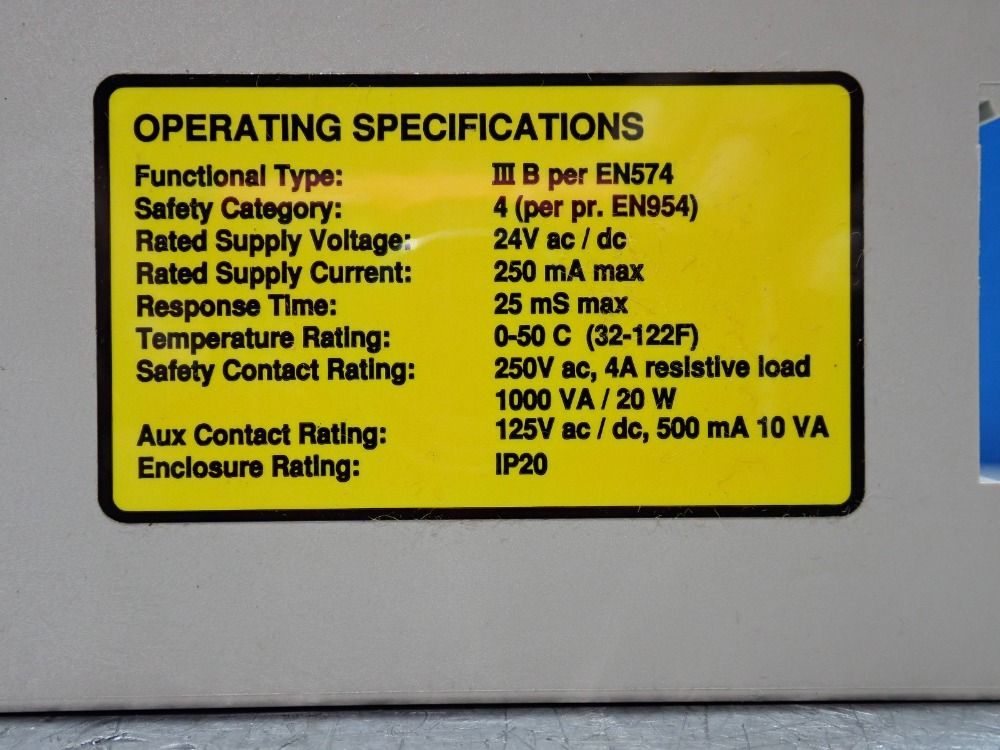 OPERATING SPECIFICATIONS
Functional Type: III B per EN574
Safety Category: 4 (per pr. EN954)
Rated Supply Voltage: 24V ac / dc
Rated Supply Current: 250 mA max
Response Time: 25 mS max
Temperature Rating: 0-50 C (32-122F)
Safety Contact Rating: 250V ac, 4A resistive load
1000 VA / 20 W
Aux Contact Rating: 125V ac / dc, 500 mA 10 VA
Enclosure Rating: IP20